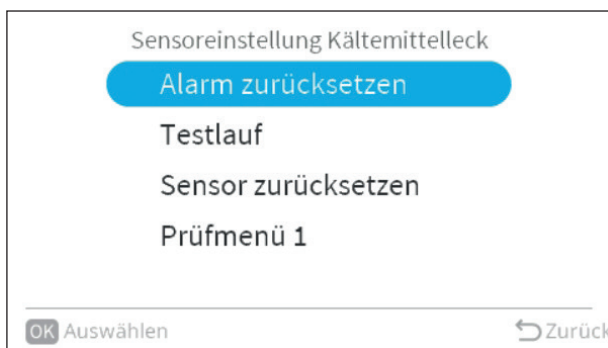 Sensoreinstellung Kältemittelleck
Alarm zurücksetzen
Testlauf
Sensor zurücksetzen
Prüfmenü 1
OK Auswählen Zurück